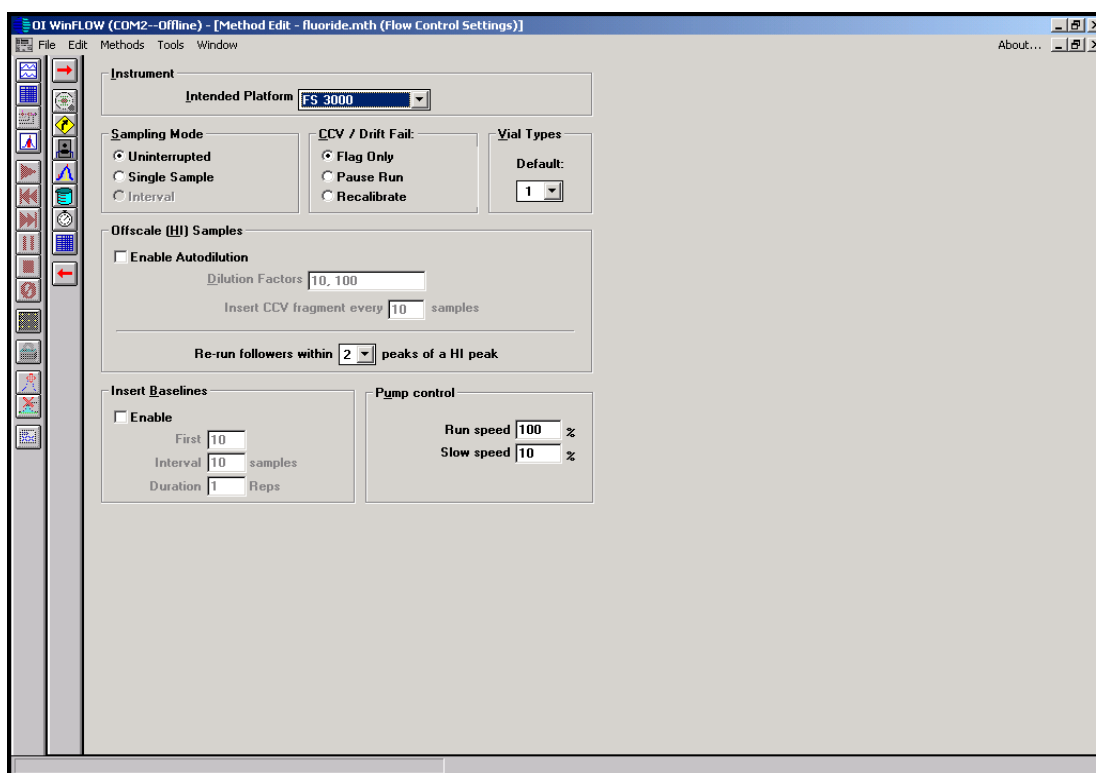 OI WinFLOW (COM2--Offline) - [Method Edit - fluoride.mth (Flow Control Settings)]
File Edit Methods Tools Window About...
Instrument
Intended Platform FS 3000
Sampling Mode
Uninterrupted
Single Sample
Interval
CCV / Drift Fail:
Flag Only
Pause Run
Recalibrate
Vial Types
Default:
1
Offscale (HI) Samples
Enable Autodilution
Dilution Factors 10, 100
Insert CCV fragment every 10 samples
Re-run followers within 2 peaks of a HI peak
Insert Baselines
Enable
First 10
Interval 10 samples
Duration 1 Reps
Pump control
Run speed 100 %
Slow speed 10 %